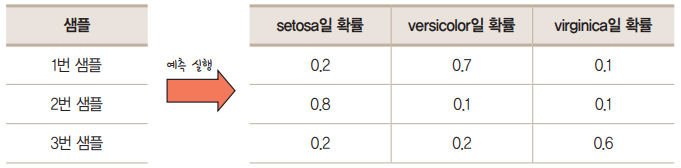 샘플 setosa일 확률 versicolor일 확률 virginica일 확률
1번 샘플 예측 실행 0.2 0.7 0.1
2번 샘플 0.8 0.1 0.1
3번 샘플 0.2 0.2 0.6